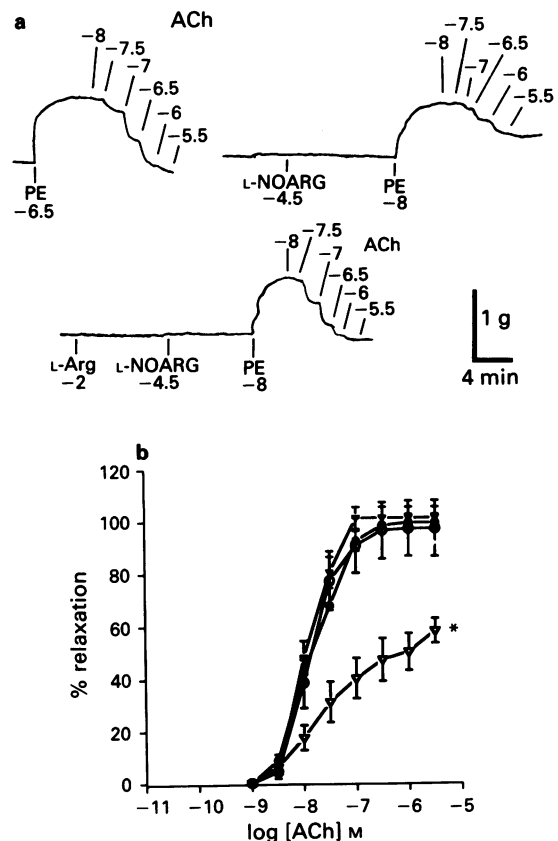 a
ACh
−8
−7.5
−7
−6.5
−6
−5.5
PE
−6.5
−8
−7.5
−7
−6.5
−6
−5.5
L-NOARG
−4.5
PE
−8
−8
−7.5
−7
−6.5
−6
−5.5
ACh
L-Arg
−2
L-NOARG
−4.5
PE
−8
1 g
4 min
b
120
100
80
60
40
20
0
% relaxation
*
−11 −10 −9 −8 −7 −6 −5
log [ACh] M